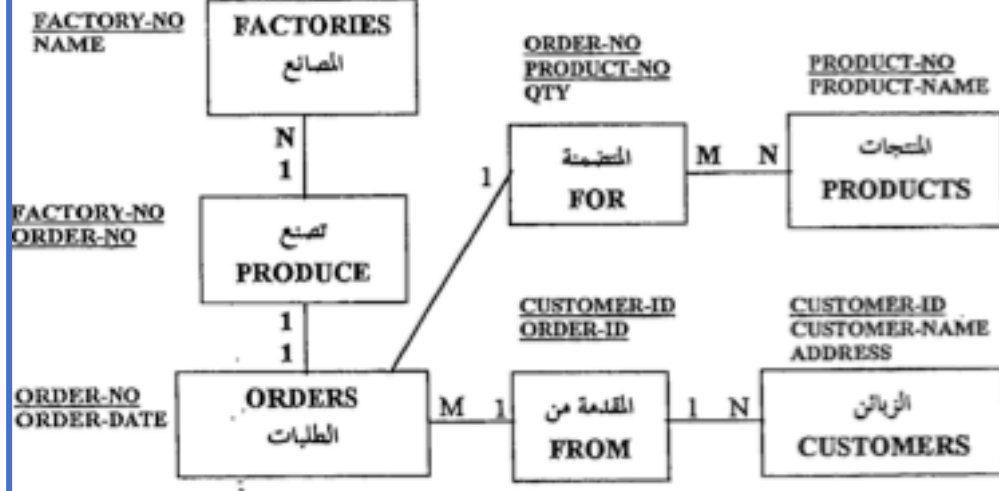 FACTORY-NO
NAME
FACTORIES
المصانع
N
1
FACTORY-NO
ORDER-NO
تصنع
PRODUCE
1
1
ORDER-NO
ORDER-DATE
ORDERS
الطلبات
ORDER-NO
PRODUCT-NO
QTY
1
المتضمنة
FOR
M N
PRODUCT-NO
PRODUCT-NAME
المنتجات
PRODUCTS
CUSTOMER-ID
ORDER-ID
M 1
المقدمة من
FROM
1 N
CUSTOMER-ID
CUSTOMER-NAME
ADDRESS
الزبائن
CUSTOMERS